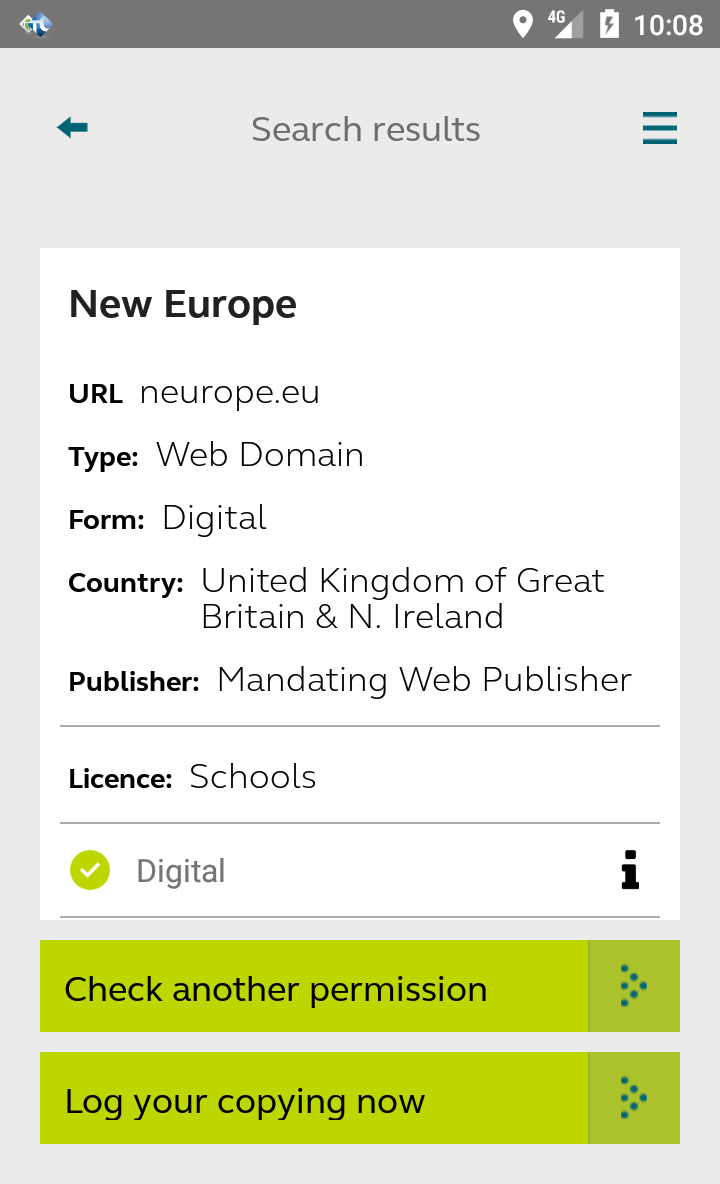 4G 10:08
Search results
New Europe
URL neurope.eu
Type: Web Domain
Form: Digital
Country: United Kingdom of Great
Britain & N. Ireland
Publisher: Mandating Web Publisher
Licence: Schools
Digital
Check another permission
Log your copying now